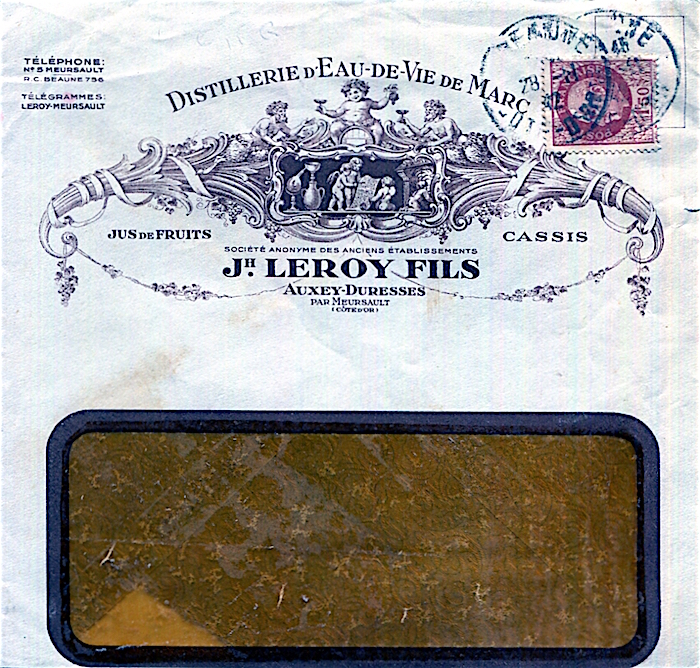 TÉLÉPHONE:
Nº 5 MEURSAULT
R.C. BEAUNE 756
TÉLÉGRAMMES:
LEROY-MEURSAULT
DISTILLERIE D'EAU-DE-VIE DE MARC
JUS DE FRUITS
CASSIS
SOCIÉTÉ ANONYME DES ANCIENS ÉTABLISSEMENTS
JH. LEROY FILS
AUXEY-DURESSES
PAR MEURSAULT
(CÔTE D'OR)
1F50